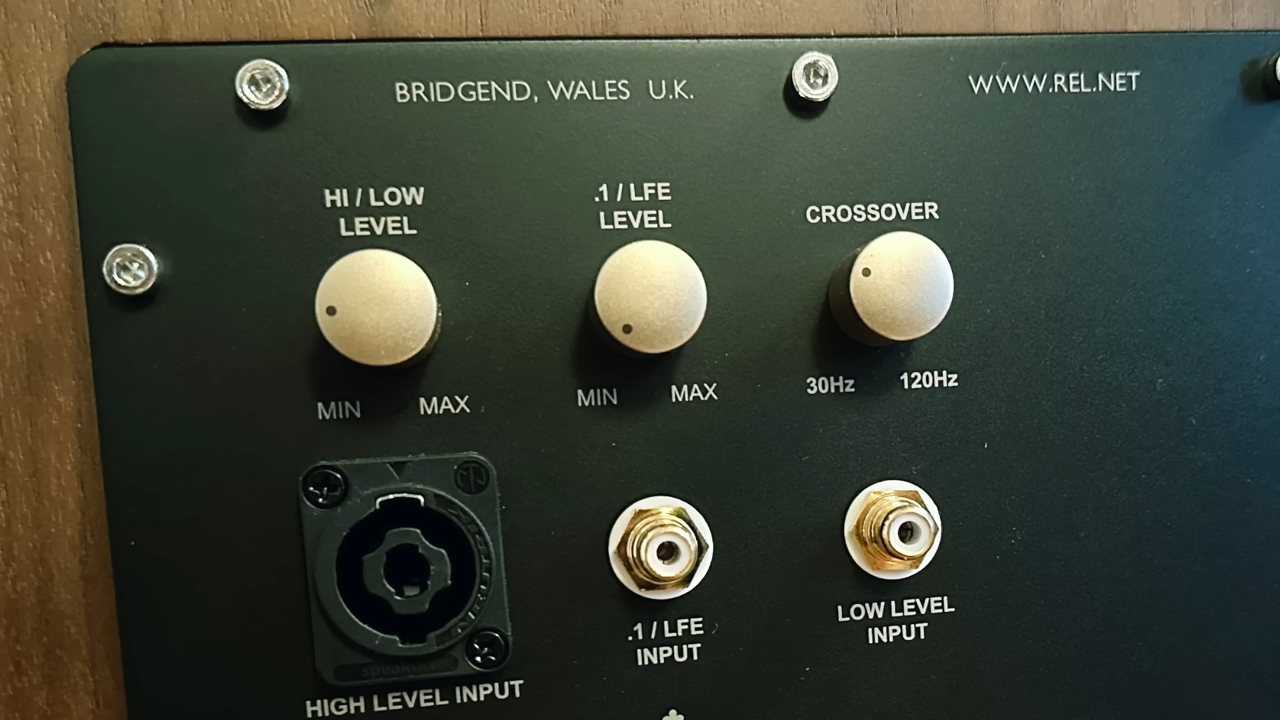 BRIDGEND, WALES U.K.
WWW.REL.NET
HI / LOW
LEVEL
.1 / LFE
LEVEL
CROSSOVER
MIN
MAX
MIN
MAX
30Hz
120Hz
speakon
HIGH LEVEL INPUT
.1 / LFE
INPUT
LOW LEVEL
INPUT